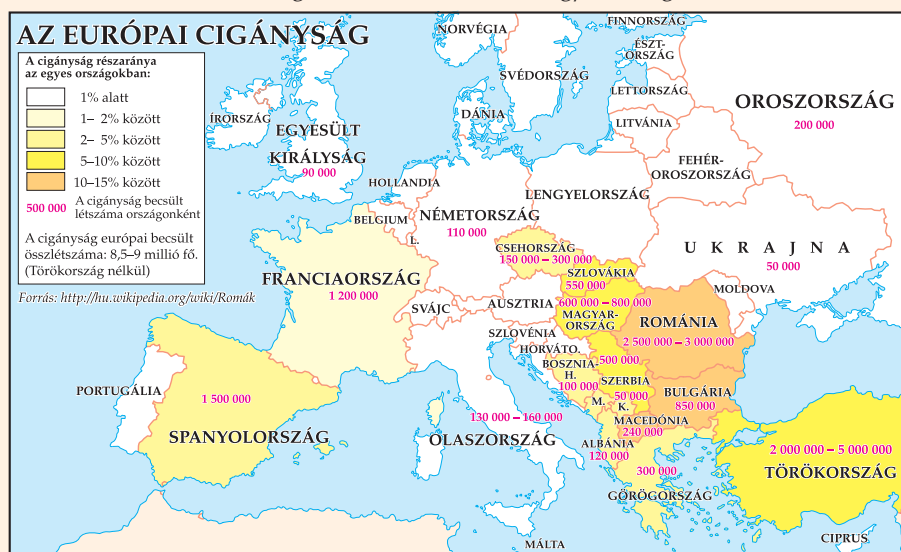 AZ EURÓPAI CIGÁNYSÁG
A cigányság részaránya
az egyes országokban:
1% alatt
1– 2% között
2– 5% között
5–10% között
10–15% között
500 000
A cigányság becsült
létszáma országonként
A cigányság európai becsült
összlétszáma: 8,5–9 millió fő.
(Törökország nélkül)
Forrás: http://hu.wikipedia.org/wiki/Romák
NORVÉGIA
FINNORSZÁG
ÉSZT-
ORSZÁG
SVÉDORSZÁG
LETTORSZÁG
OROSZORSZÁG
200 000
ÍRORSZÁG
DÁNIA
LITVÁNIA
EGYESÜLT
KIRÁLYSÁG
90 000
FEHÉR-
OROSZORSZÁG
HOLLANDIA
LENGYELORSZÁG
BELGIUM
NÉMETORSZÁG
110 000
L.
CSEHORSZÁG
150 000 – 300 000
UKRAJNA
50 000
SZLOVÁKIA
550 000
FRANCIAORSZÁG
1 200 000
MOLDOVA
SVÁJC
AUSZTRIA
600 000 – 800 000
MAGYAR-
ORSZÁG
ROMÁNIA
2 500 000 – 3 000 000
SZLOVÉNIA
HORVÁTO.
BOSZNIA-
H.
100 000
500 000
SZERBIA
50 000
K.
M.
BULGÁRIA
850 000
PORTUGÁLIA
1 500 000
SPANYOLORSZÁG
130 000 – 160 000
OLASZORSZÁG
MACEDÓNIA
240 000
ALBÁNIA
120 000
300 000
GÖRÖGORSZÁG
2 000 000 – 5 000 000
TÖRÖKORSZÁG
MÁLTA
CIPRUS